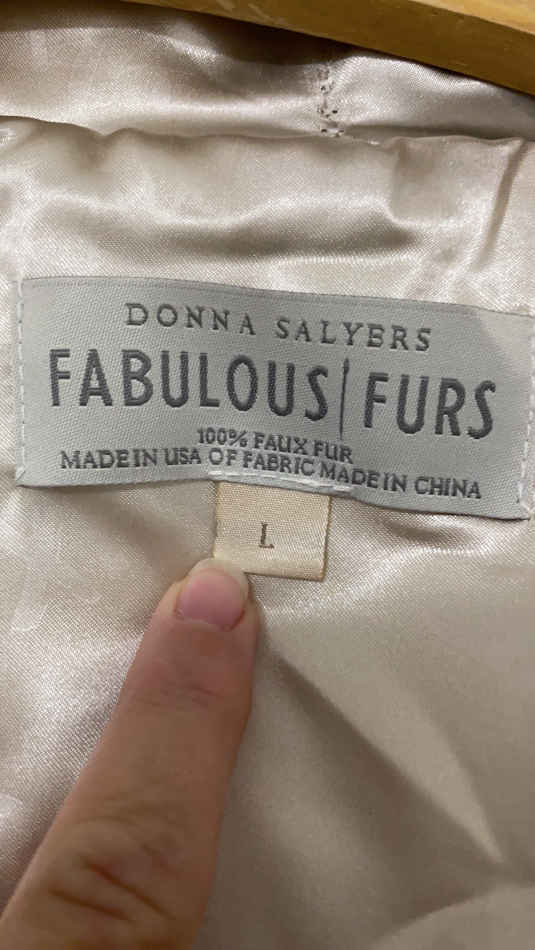 DONNA SALYERS
FABULOUS|FURS
100% FAUX FUR
MADE IN USA OF FABRIC MADE IN CHINA
L